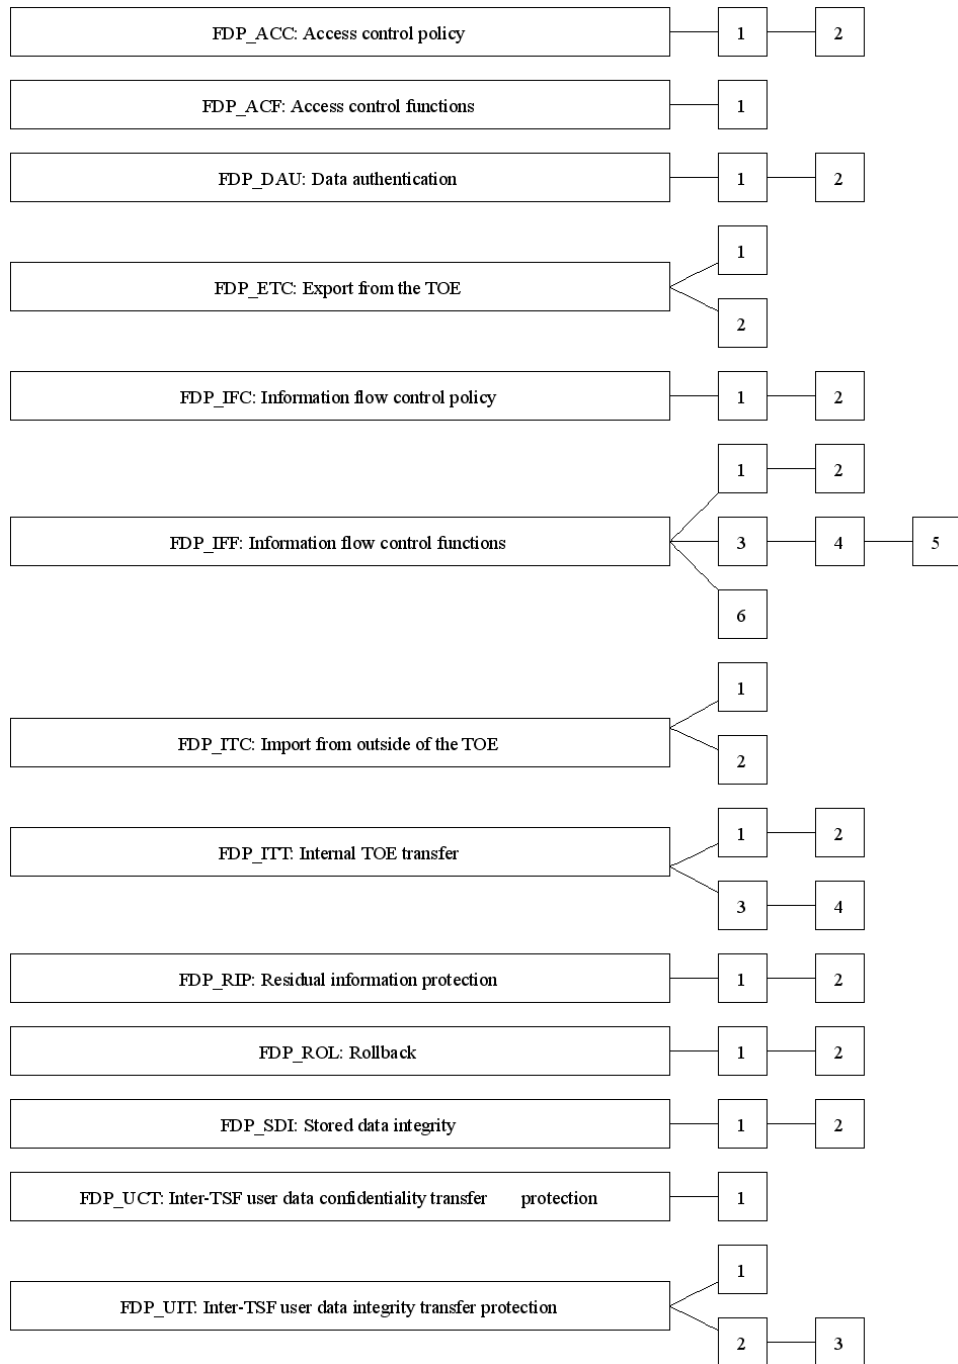 FDP_ACC: Access control policy 1 2
FDP_ACF: Access control functions 1
FDP_DAU: Data authentication 1 2
1
FDP_ETC: Export from the TOE
2
FDP_IFC: Information flow control policy 1 2
1 2
FDP_IFF: Information flow control functions 3 4 5
6
1
FDP_ITC: Import from outside of the TOE
2
1 2
FDP_ITT: Internal TOE transfer
3 4
FDP_RIP: Residual information protection 1 2
FDP_ROL: Rollback 1 2
FDP_SDI: Stored data integrity 1 2
FDP_UCT: Inter-TSF user data confidentiality transfer protection 1
1
FDP_UIT: Inter-TSF user data integrity transfer protection
2 3